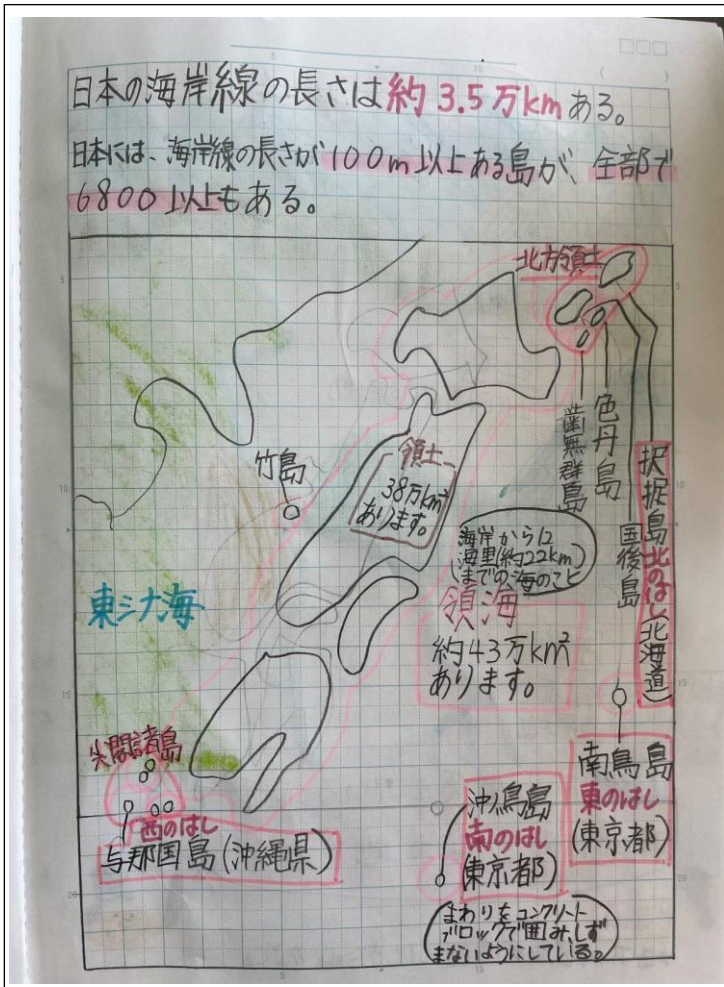 日本の海岸線の長さは約3.5万kmある。
日本には、海岸線の長さが100m以上ある島が、全部で
6800以上もある。
北方領土
歯無群島
色丹島
国後島
択捉島北のはし(北海道)
竹島
領土
38万km²
あります。
海岸から12
海里(約22km)
までの海のこと
領海
約43万km²
あります。
東シナ海
尖閣諸島
西のはし
与那国島(沖縄県)
沖ノ鳥島
南のはし
(東京都)
南鳥島
東のはし
(東京都)
まわりをコンクリート
ブロックで囲み、しず
まないようにしている。